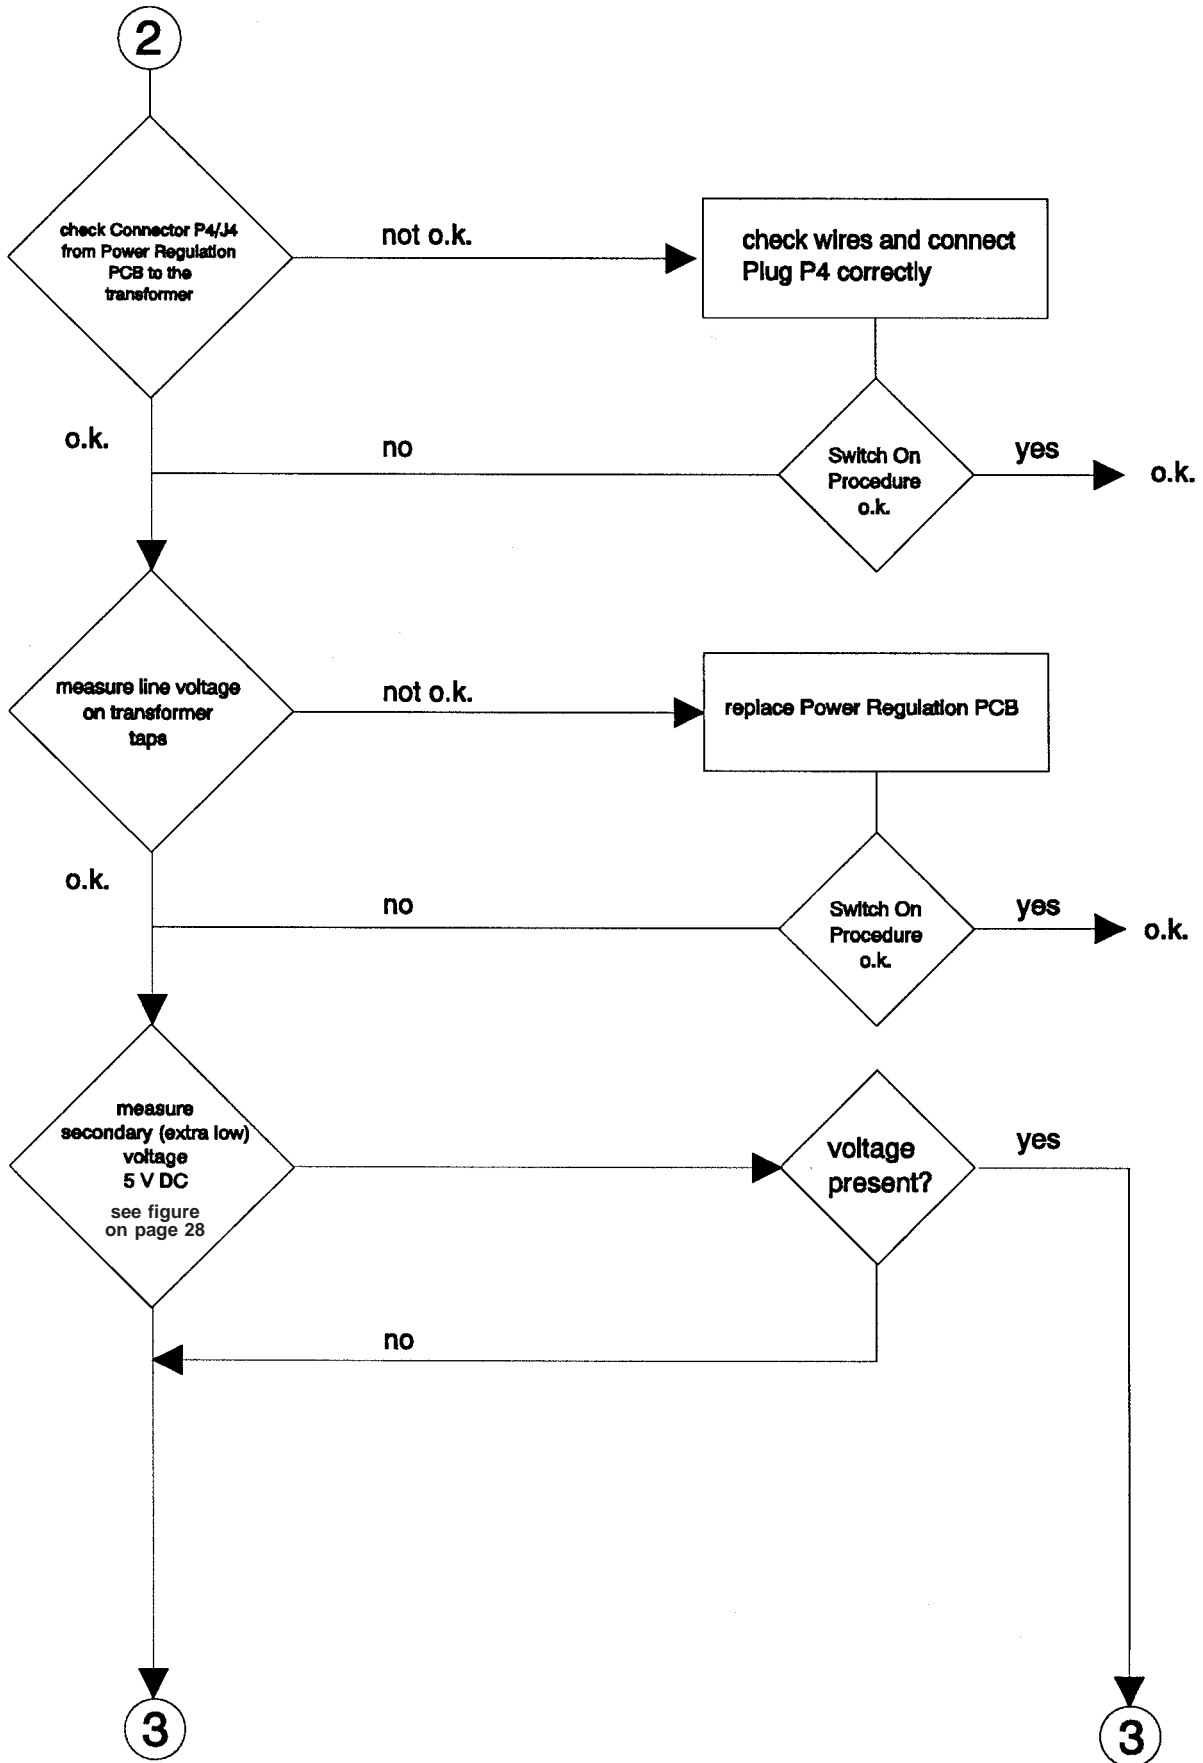 2
check Connector P4/J4
from Power Regulation
PCB to the
transformer
not o.k.
check wires and connect
Plug P4 correctly
o.k.
no
Switch On
Procedure
o.k.
yes
o.k.
measure line voltage
on transformer
taps
not o.k.
replace Power Regulation PCB
o.k.
no
Switch On
Procedure
o.k.
yes
o.k.
measure
secondary (extra low)
voltage
5 V DC
see figure
on page 28
voltage
present?
yes
no
3
3